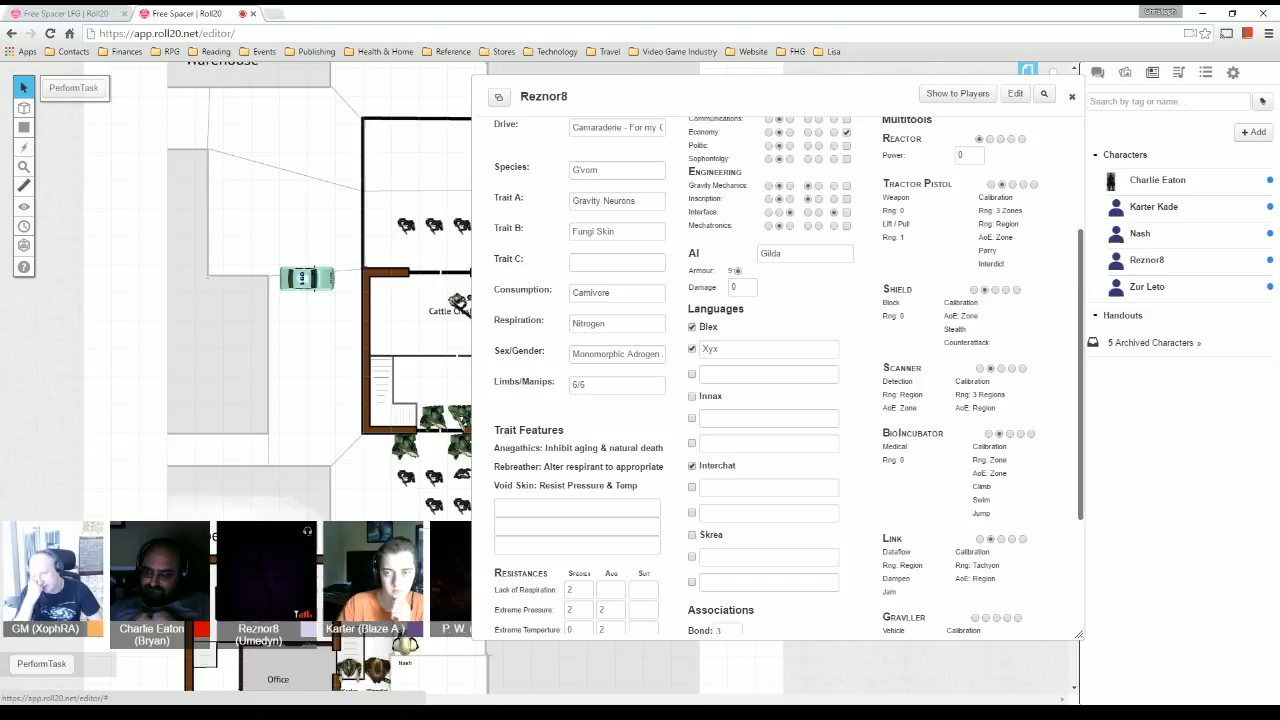 Christoph
Free Spacer LFG | Roll20
Free Spacer | Roll20
https://app.roll20.net/editor/
Apps
Contacts
Finances
RPG
Reading
Events
Publishing
Health & Home
Reference
Stores
Technology
Travel
Video Game Industry
Website
FHG
Lisa
Warehouse
PerformTask
Reznor8
Show to Players
Edit
Drive:
Camaraderie - For my
Species:
G'vorn
Trait A:
Gravity Neurons
Trait B:
Fungi Skin
Trait C:
Consumption:
Carnivore
Respiration:
Nitrogen
Sex/Gender:
Monomorphic Adrogen
Limbs/Manips:
6/6
Trait Features
Anagathics: Inhibit aging & natural death
Rebreather: Alter respirant to appropriate
Void Skin: Resist Pressure & Temp
Resistances
Species
Aug
Suit
Lack of Respiration:
2
Extreme Pressure:
2
2
Extreme Temperture:
0
2
Communications:
Economy:
Politic:
Sophontolgy:
Engineering
Gravity Mechanics:
Inscription:
Interface:
Mechatronics:
AI
Gilda
Armour:
9
Damage:
0
Languages
Blex
Xyx
Innax
Interchat
Skrea
Associations
Bond:
3
Multitools
Reactor
Power:
0
Tractor Pistol
Weapon
Calibration
Rng: 0
Rng: 3 Zones
Lift / Pull
Rng: 0
Rng: 1
AoE: Zone
Parry
Interdict
Shield
Block
Calibration
Rng: 0
AoE: Zone
Stealth
Counterattack
Scanner
Detection
Calibration
Rng: Region
Rng: 3 Regions
AoE: Zone
AoE: Region
BioIncubator
Medical
Calibration
Rng: 0
Rng: Zone
AoE: Zone
Climb
Swim
Jump
Link
Dataflow
Calibration
Rng: Region
Rng: Tachyon
Dampen
AoE: Region
Jam
Gravller
Vehicle
Calibration
Search by tag or name...
+ Add
Characters
Charlie Eaton
Karter Kade
Nash
Reznor8
Zur Leto
Handouts
5 Archived Characters »
GM (XophRA)
Charlie Eaton
(Bryan)
Reznor8
(Umedyn)
Karter (Blaze A.)
P. W.
PerformTask
Office
Nash
https://app.roll20.net/editor/#